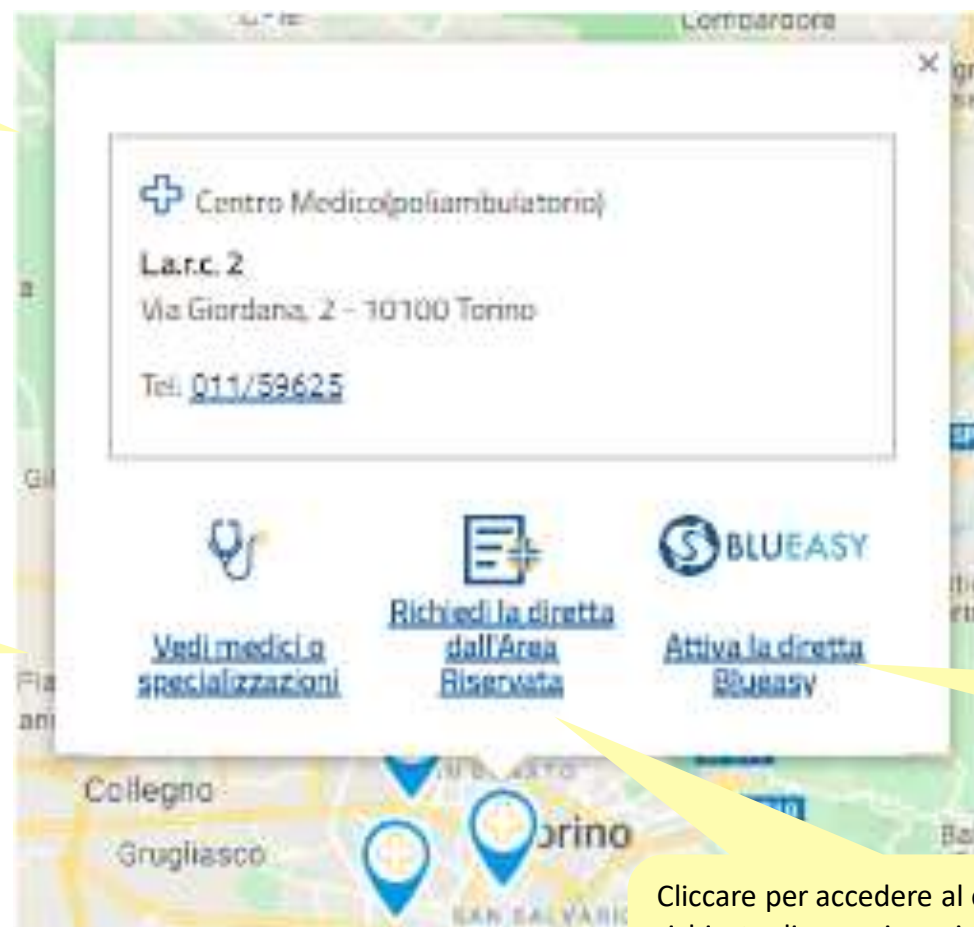 Lombardore
×
Centro Medico(poliambulatorio)
L.a.r.c. 2
Via Giordana, 2 - 10100 Torino
Tel: 011/59625
BLUEASY
Vedi medici o
specializzazioni
Richiedi la diretta
dall'Area
Riservata
Attiva la diretta
Blueasy
Collegno
Grugliasco
orino
SAN SALVARIO
Cliccare per accedere al